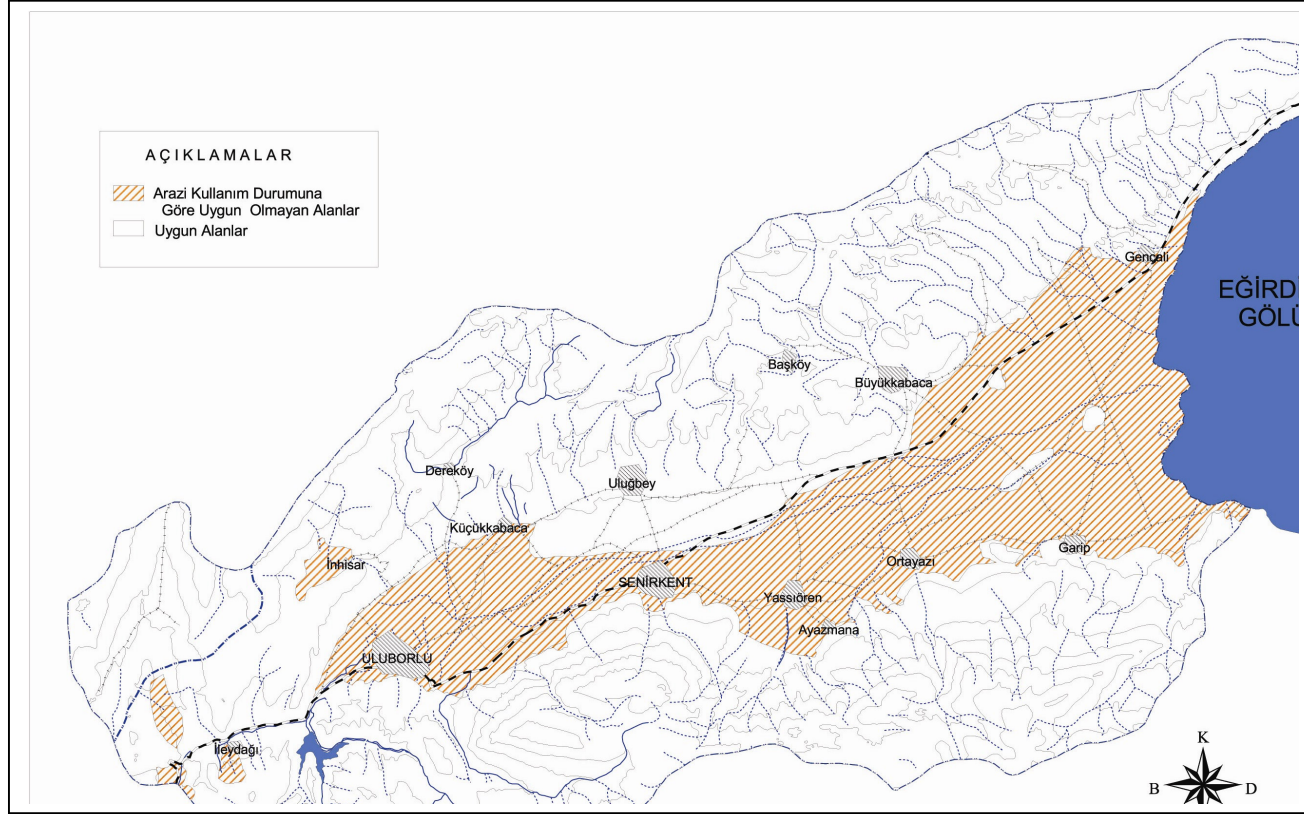 AÇIKLAMALAR
Arazi Kullanım Durumuna
Göre Uygun Olmayan Alanlar
Uygun Alanlar
Gençali
EĞİRDİ
GÖLÜ
Başköy
Büyükkabaca
Dereköy
Uluğbey
Küçükkabaca
İnhisar
SENİRKENT
Ortayazı
Garip
Yassıören
Ayazmana
ULUBORLU
İleydağı
K
B
D